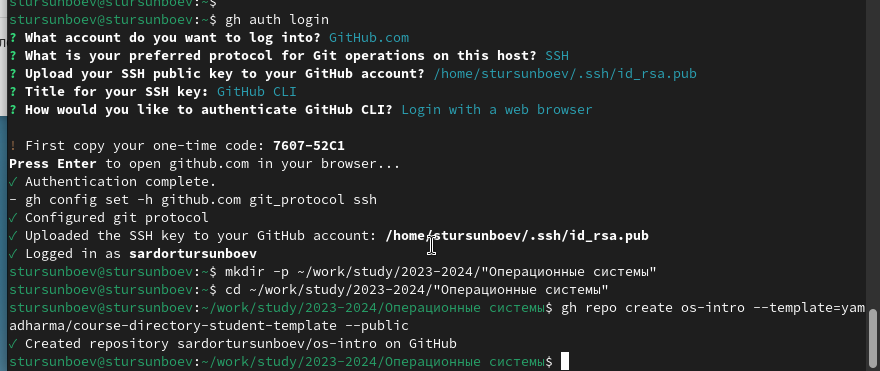 stursunboev@stursunboev:~$
stursunboev@stursunboev:~$ gh auth login
? What account do you want to log into? GitHub.com
? What is your preferred protocol for Git operations on this host? SSH
? Upload your SSH public key to your GitHub account? /home/stursunboev/.ssh/id_rsa.pub
? Title for your SSH key: GitHub CLI
? How would you like to authenticate GitHub CLI? Login with a web browser
! First copy your one-time code: 7607-52C1
Press Enter to open github.com in your browser...
✓ Authentication complete.
- gh config set -h github.com git_protocol ssh
✓ Configured git protocol
✓ Uploaded the SSH key to your GitHub account: /home/stursunboev/.ssh/id_rsa.pub
✓ Logged in as sardortursunboev
stursunboev@stursunboev:~$ mkdir -p ~/work/study/2023-2024/"Операционные системы"
stursunboev@stursunboev:~$ cd ~/work/study/2023-2024/"Операционные системы"
stursunboev@stursunboev:~/work/study/2023-2024/Операционные системы$ gh repo create os-intro --template=yam
adharma/course-directory-student-template --public
✓ Created repository sardortursunboev/os-intro on GitHub
stursunboev@stursunboev:~/work/study/2023-2024/Операционные системы$